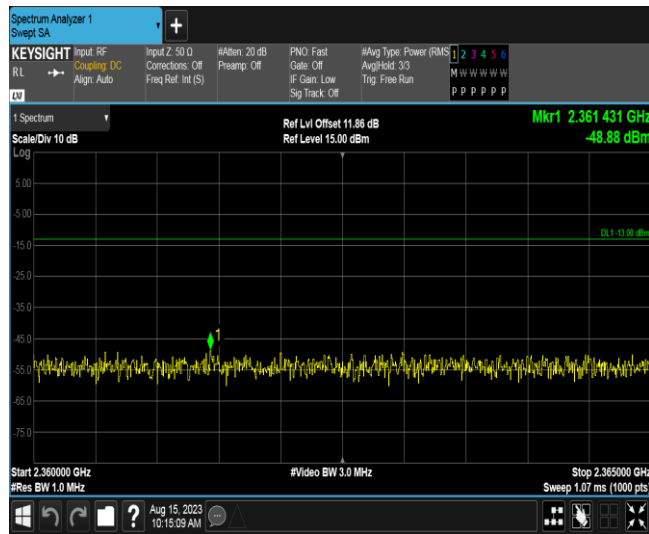 Spectrum Analyzer 1
Swept SA
+
KEYSIGHT
RL
LXI
Input: RF
Coupling: DC
Align: Auto
Input Z: 50 Ω
Corrections: Off
Freq Ref: Int (S)
#Atten: 20 dB
Preamp: Off
PNO: Fast
Gate: Off
IF Gain: Low
Sig Track: Off
#Avg Type: Power (RMS
Avg|Hold: 3/3
Trig: Free Run
1 2 3 4 5 6
M W W W W W
P P P P P P
1 Spectrum
Scale/Div 10 dB
Log
Ref Lvl Offset 11.86 dB
Ref Level 15.00 dBm
Mkr1 2.361 431 GHz
-48.88 dBm
5.00
-5.00
DL1 -13.00 dBm
-15.0
-25.0
-35.0
-45.0
1
-55.0
-65.0
-75.0
Start 2.360000 GHz
#Res BW 1.0 MHz
#Video BW 3.0 MHz
Stop 2.365000 GHz
Sweep 1.07 ms (1000 pts)
?
Aug 15, 2023
10:15:09 AM